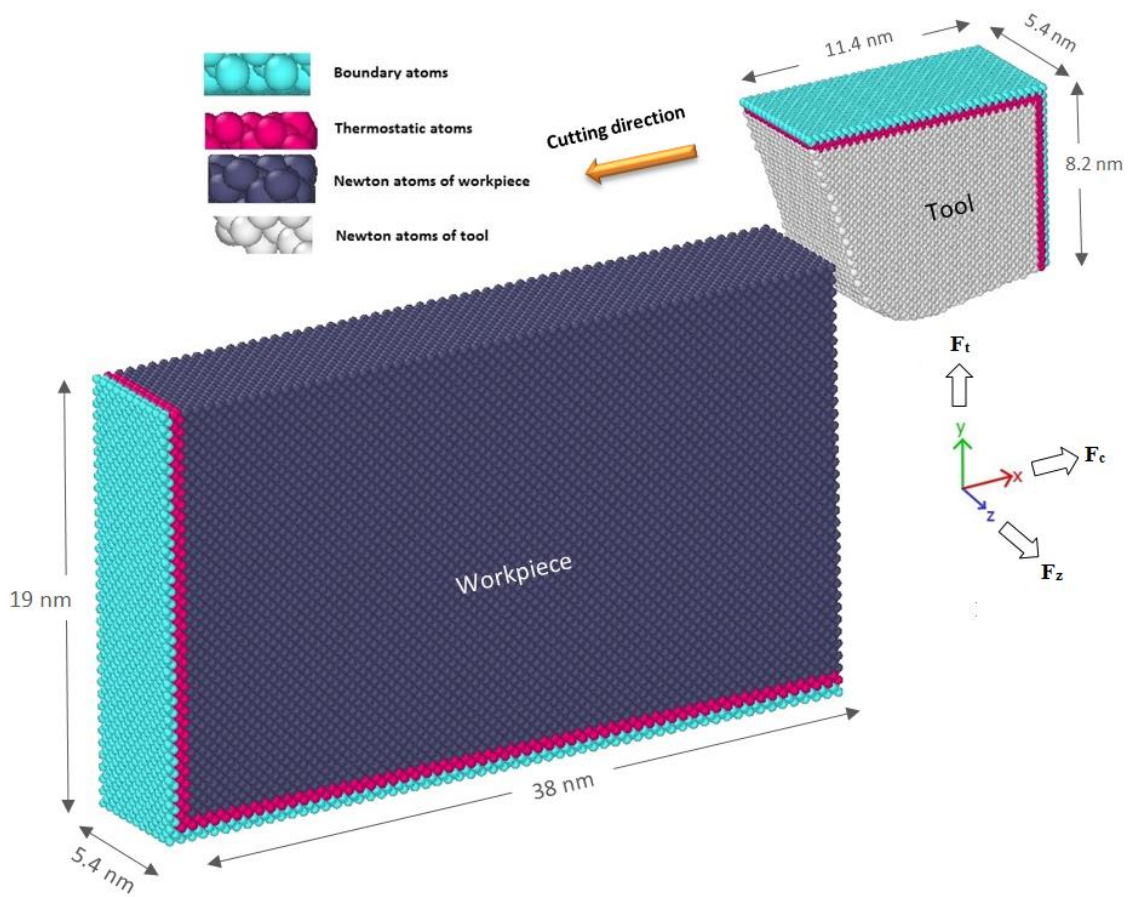 11.4 nm
5.4 nm
Boundary atoms
Thermostatic atoms
Cutting direction
8.2 nm
Newton atoms of workpiece
Tool
Newton atoms of tool
Ft
y
Fc
x
z
Fz
Workpiece
19 nm
38 nm
5.4 nm